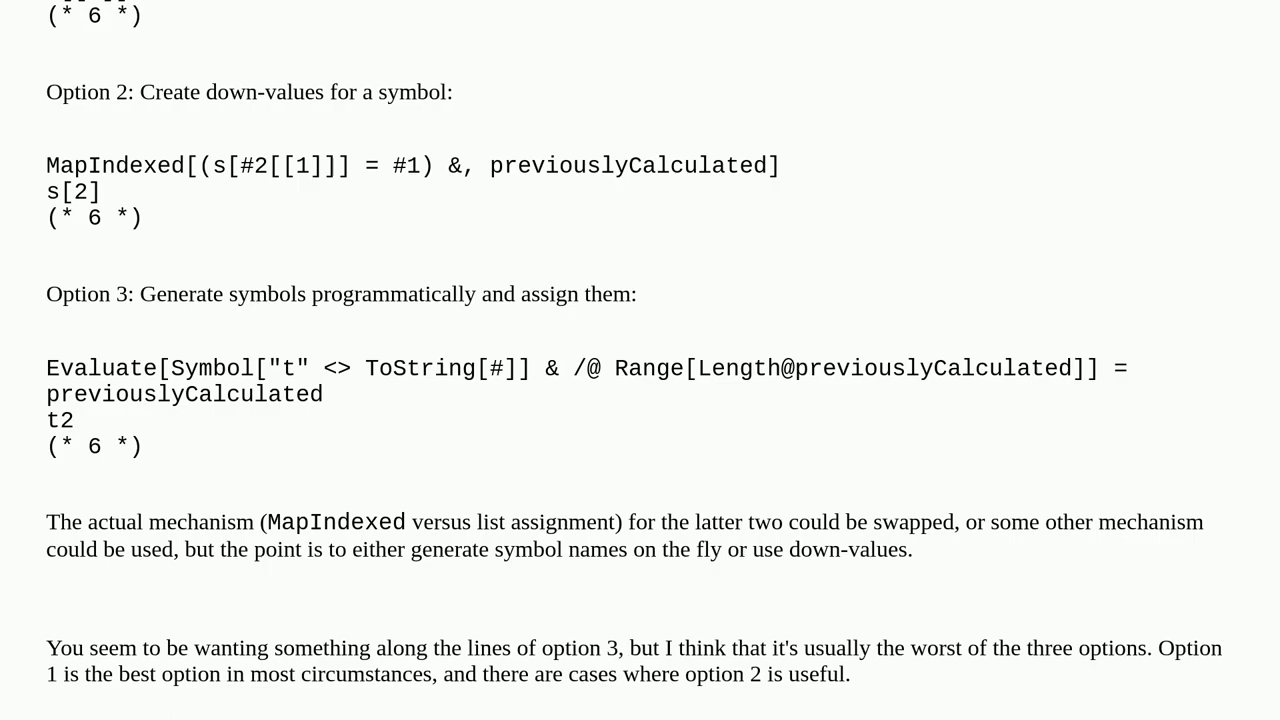 (* 6 *)
Option 2: Create down-values for a symbol:
MapIndexed[(s[#2[[1]]] = #1) &, previouslyCalculated]
s[2]
(* 6 *)
Option 3: Generate symbols programmatically and assign them:
Evaluate[Symbol["t" <> ToString[#]] & /@ Range[Length@previouslyCalculated]] =
previouslyCalculated
t2
(* 6 *)
The actual mechanism (MapIndexed versus list assignment) for the latter two could be swapped, or some other mechanism
could be used, but the point is to either generate symbol names on the fly or use down-values.
You seem to be wanting something along the lines of option 3, but I think that it's usually the worst of the three options. Option
1 is the best option in most circumstances, and there are cases where option 2 is useful.